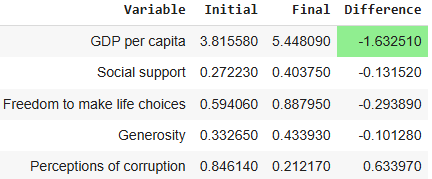 Variable Initial Final Difference
GDP per capita 3.815580 5.448090 -1.632510
Social support 0.272230 0.403750 -0.131520
Freedom to make life choices 0.594060 0.887950 -0.293890
Generosity 0.332650 0.433930 -0.101280
Perceptions of corruption 0.846140 0.212170 0.633970